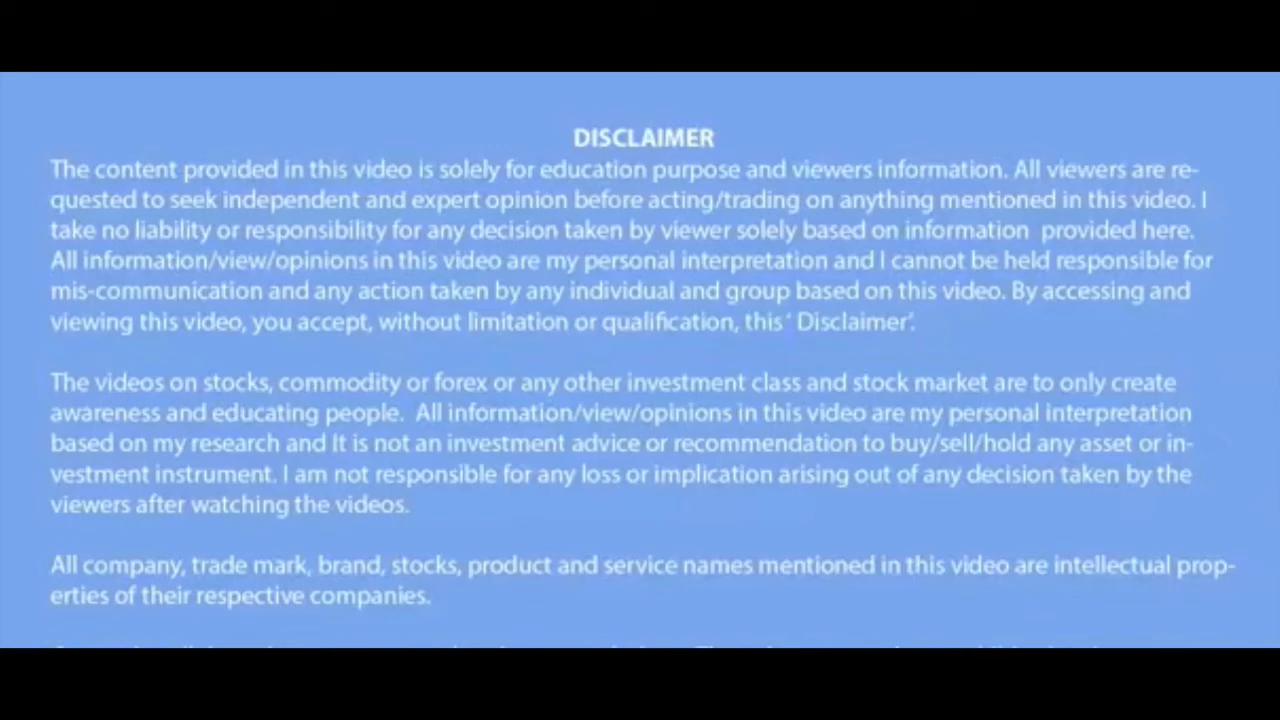 DISCLAIMER
The content provided in this video is solely for education purpose and viewers information. All viewers are re-
quested to seek independent and expert opinion before acting/trading on anything mentioned in this video. I
take no liability or responsibility for any decision taken by viewer solely based on information  provided here.
All information/view/opinions in this video are my personal interpretation and I cannot be held responsible for
mis-communication and any action taken by any individual and group based on this video. By accessing and
viewing this video, you accept, without limitation or qualification, this ‘ Disclaimer’.
The videos on stocks, commodity or forex or any other investment class and stock market are to only create
awareness and educating people.  All information/view/opinions in this video are my personal interpretation
based on my research and It is not an investment advice or recommendation to buy/sell/hold any asset or in-
vestment instrument. I am not responsible for any loss or implication arising out of any decision taken by the
viewers after watching the videos.
All company, trade mark, brand, stocks, product and service names mentioned in this video are intellectual prop-
erties of their respective companies.